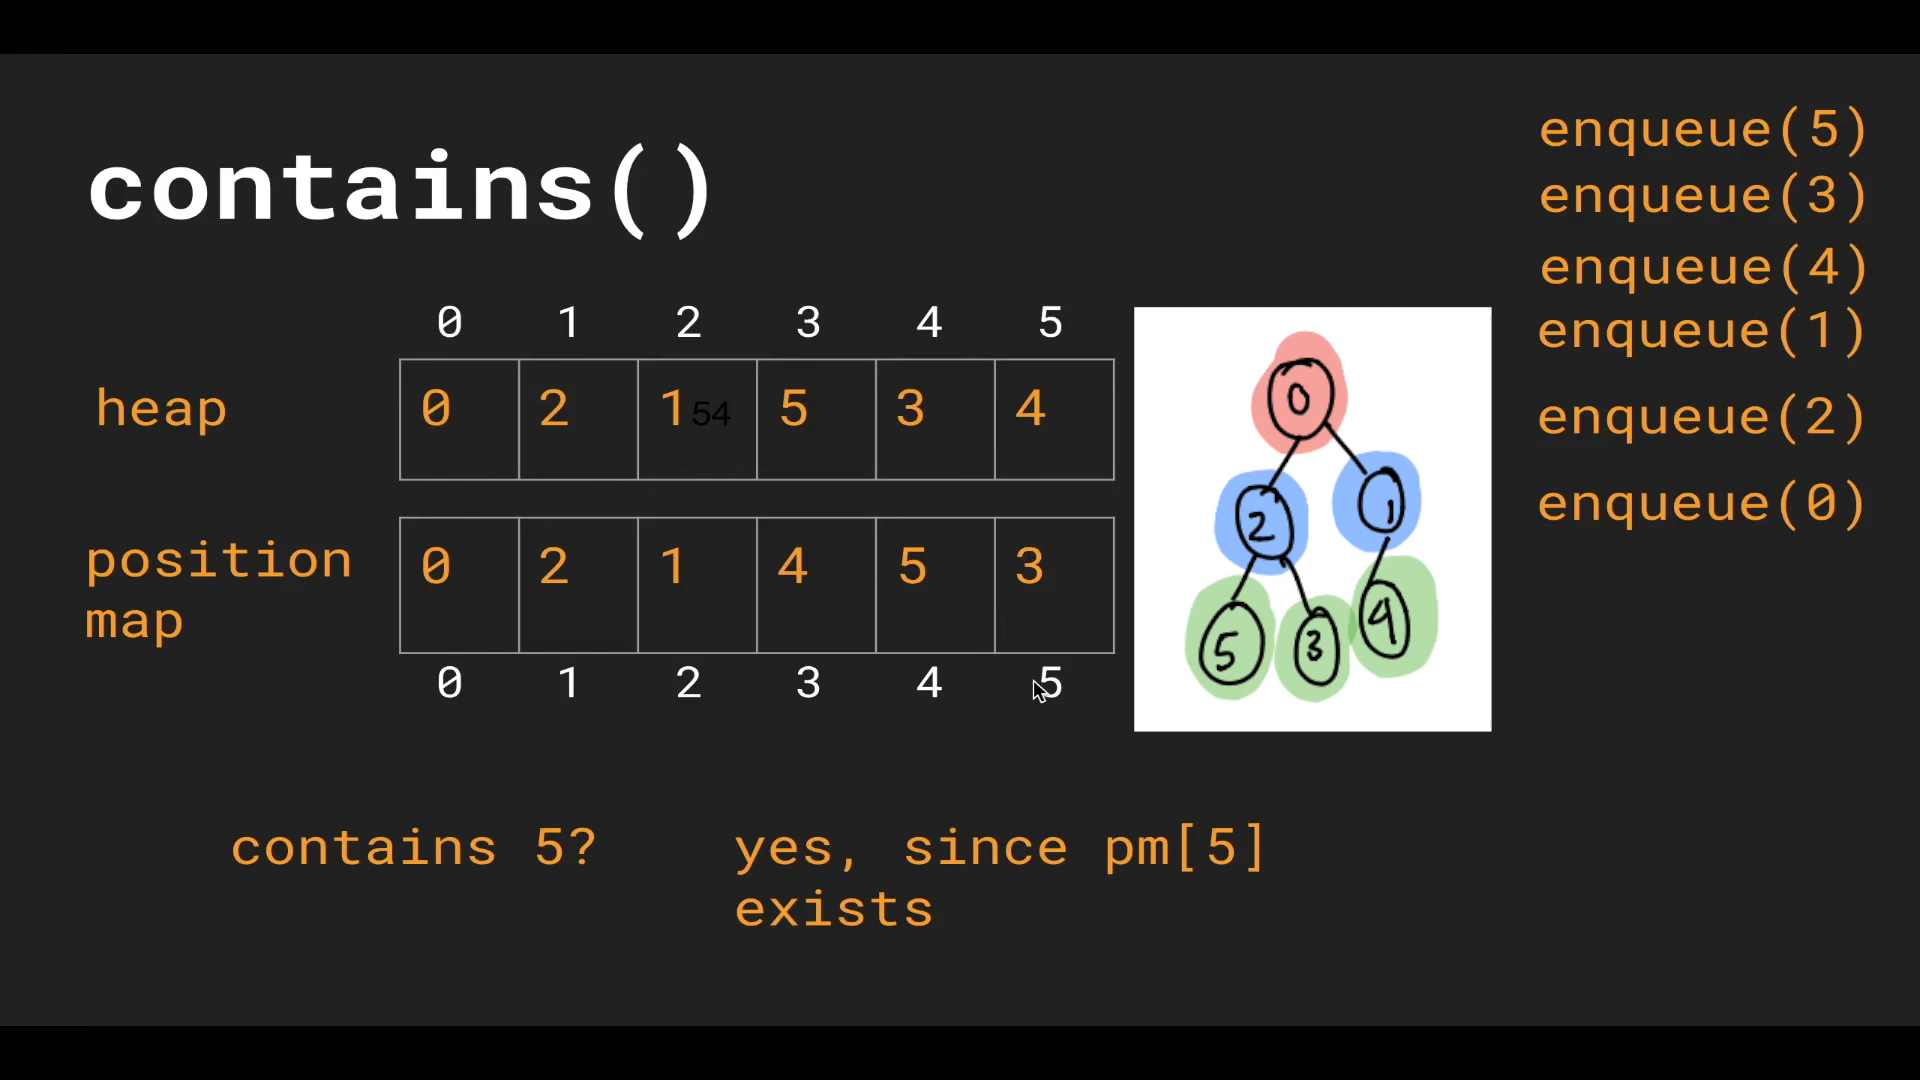 contains()
0 1 2 3 4 5
heap
0 2 1 54 5 3 4
position
map
0 2 1 4 5 3
0 1 2 3 4 5
0
2 1
5 3 4
enqueue(5)
enqueue(3)
enqueue(4)
enqueue(1)
enqueue(2)
enqueue(0)
contains 5?
yes, since pm[5]
exists